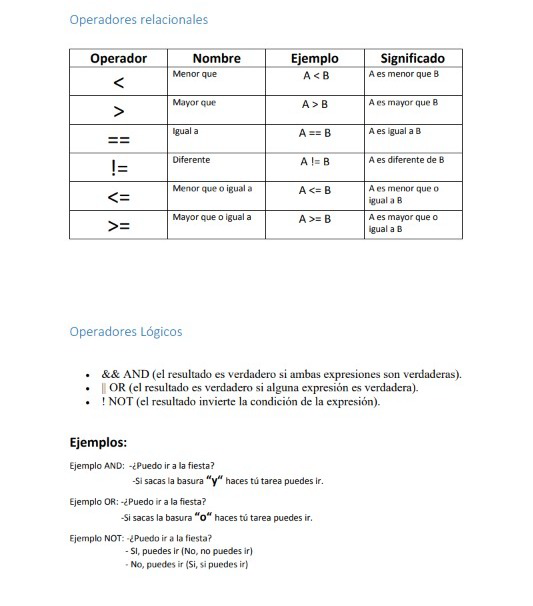 Operadores relacionales
Operador Nombre Ejemplo Significado
< Menor que A < B A es menor que B
> Mayor que A > B A es mayor que B
== Igual a A == B A es igual a B
!= Diferente A != B A es diferente de B
<= Menor que o igual a A <= B A es menor que o
igual a B
>= Mayor que o igual a A >= B A es mayor que o
igual a B
Operadores Lógicos
• && AND (el resultado es verdadero si ambas expresiones son verdaderas).
• || OR (el resultado es verdadero si alguna expresión es verdadera).
• ! NOT (el resultado invierte la condición de la expresión).
Ejemplos:
Ejemplo AND: -¿Puedo ir a la fiesta?
-Si sacas la basura “y” haces tú tarea puedes ir.
Ejemplo OR: -¿Puedo ir a la fiesta?
-Si sacas la basura “o” haces tú tarea puedes ir.
Ejemplo NOT: -¿Puedo ir a la fiesta?
- SI, puedes ir (No, no puedes ir)
- No, puedes ir (Si, si puedes ir)